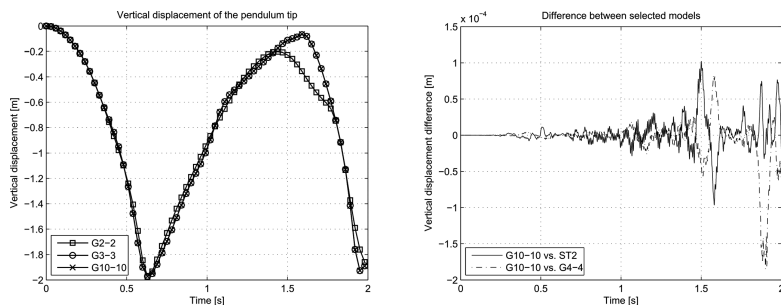 Vertical displacement of the pendulum tip
0
−0.2
−0.4
−0.6
−0.8
−1
−1.2
−1.4
−1.6
−1.8
−2
Vertical displacement [m]
G2−2
G3−3
G10−10
0
0.5
1
1.5
2
Time [s]
Difference between selected models
x 10−4
1.5
1
0.5
0
−0.5
−1
−1.5
−2
Vertical displacement difference [m]
G10−10 vs. ST2
G10−10 vs. G4−4
0
0.5
1.0
1.5
2
Time [s]